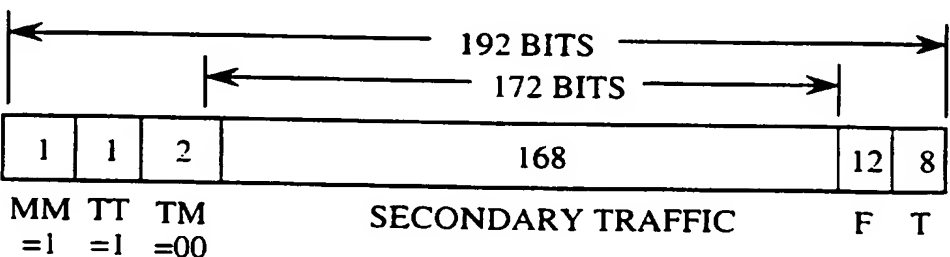 192 BITS
172 BITS
1 1 2 168 12 8
MM TT TM SECONDARY TRAFFIC F T
=1 =1 =00